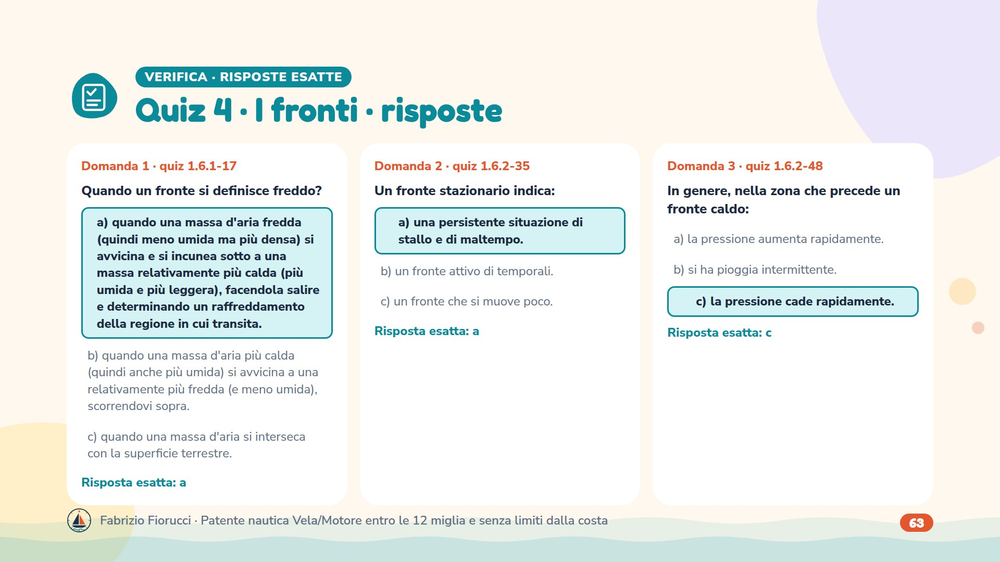 VERIFICA · RISPOSTE ESATTE
Quiz 4 · I fronti · risposte
Domanda 1 · quiz 1.6.1-17
Quando un fronte si definisce freddo?
a) quando una massa d'aria fredda
(quindi meno umida ma più densa) si
avvicina e si incunea sotto a una
massa relativamente più calda (più
umida e più leggera), facendola salire
e determinando un raffreddamento
della regione in cui transita.
b) quando una massa d'aria più calda
(quindi anche più umida) si avvicina a una
relativamente più fredda (e meno umida),
scorrendovi sopra.
c) quando una massa d'aria si interseca
con la superficie terrestre.
Risposta esatta: a
Domanda 2 · quiz 1.6.2-35
Un fronte stazionario indica:
a) una persistente situazione di
stallo e di maltempo.
b) un fronte attivo di temporali.
c) un fronte che si muove poco.
Risposta esatta: a
Domanda 3 · quiz 1.6.2-48
In genere, nella zona che precede un
fronte caldo:
a) la pressione aumenta rapidamente.
b) si ha pioggia intermittente.
c) la pressione cade rapidamente.
Risposta esatta: c
Fabrizio Fiorucci · Patente nautica Vela/Motore entro le 12 miglia e senza limiti dalla costa
63